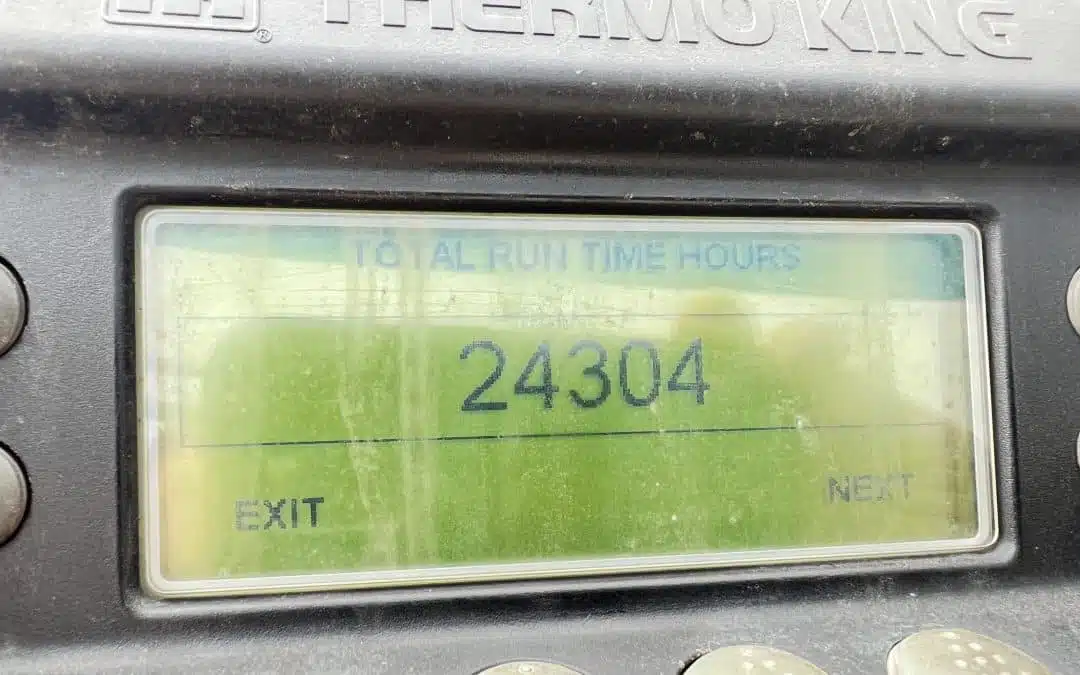 THERMO KING
TOTAL RUN TIME HOURS
24304
EXIT
NEXT